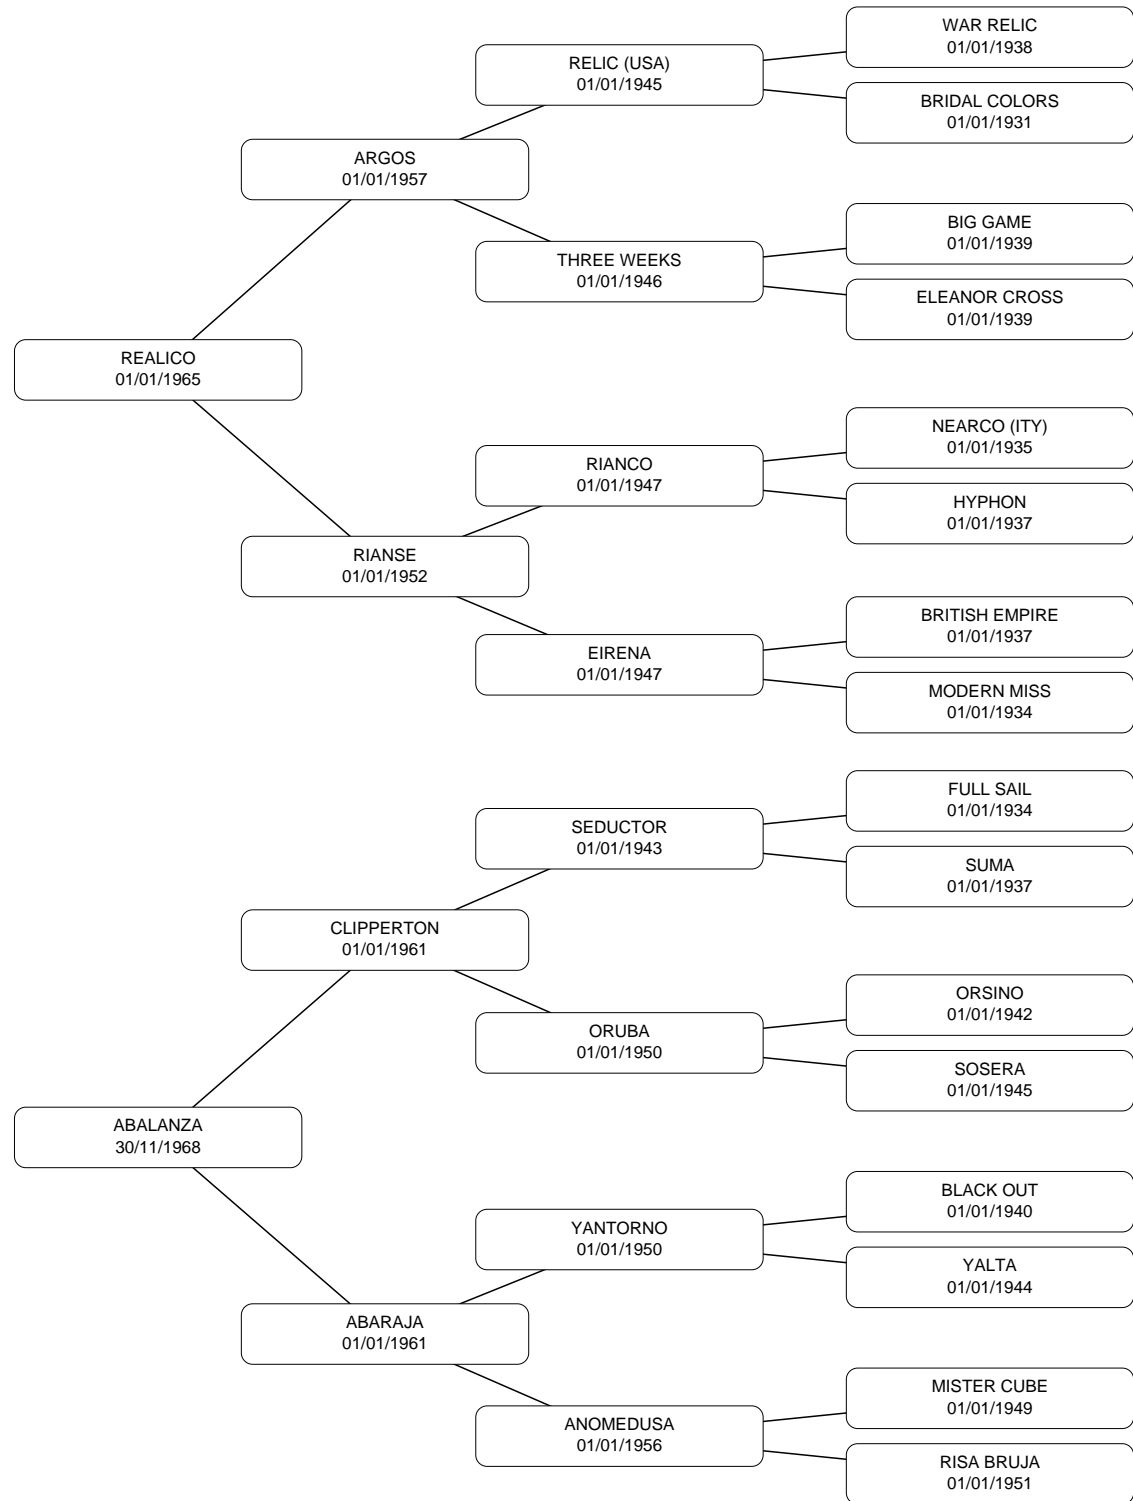 WAR RELIC
01/01/1938
RELIC (USA)
01/01/1945
BRIDAL COLORS
01/01/1931
ARGOS
01/01/1957
BIG GAME
01/01/1939
THREE WEEKS
01/01/1946
ELEANOR CROSS
01/01/1939
REALICO
01/01/1965
NEARCO (ITY)
01/01/1935
RIANCO
01/01/1947
HYPHON
01/01/1937
RIANSE
01/01/1952
BRITISH EMPIRE
01/01/1937
EIRENA
01/01/1947
MODERN MISS
01/01/1934
FULL SAIL
01/01/1934
SEDUCTOR
01/01/1943
SUMA
01/01/1937
CLIPPERTON
01/01/1961
ORSINO
01/01/1942
ORUBA
01/01/1950
SOSERA
01/01/1945
ABALANZA
30/11/1968
BLACK OUT
01/01/1940
YANTORNO
01/01/1950
YALTA
01/01/1944
ABARAJA
01/01/1961
MISTER CUBE
01/01/1949
ANOMEDUSA
01/01/1956
RISA BRUJA
01/01/1951